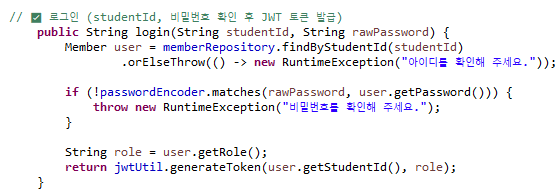 // ✅ 로그인 (studentId, 비밀번호 확인 후 JWT 토큰 발급)
    public String login(String studentId, String rawPassword) {
        Member user = memberRepository.findByStudentId(studentId)
                .orElseThrow(() -> new RuntimeException("아이디를 확인해 주세요."));

        if (!passwordEncoder.matches(rawPassword, user.getPassword())) {
            throw new RuntimeException("비밀번호를 확인해 주세요.");
        }

        String role = user.getRole();
        return jwtUtil.generateToken(user.getStudentId(), role);
    }